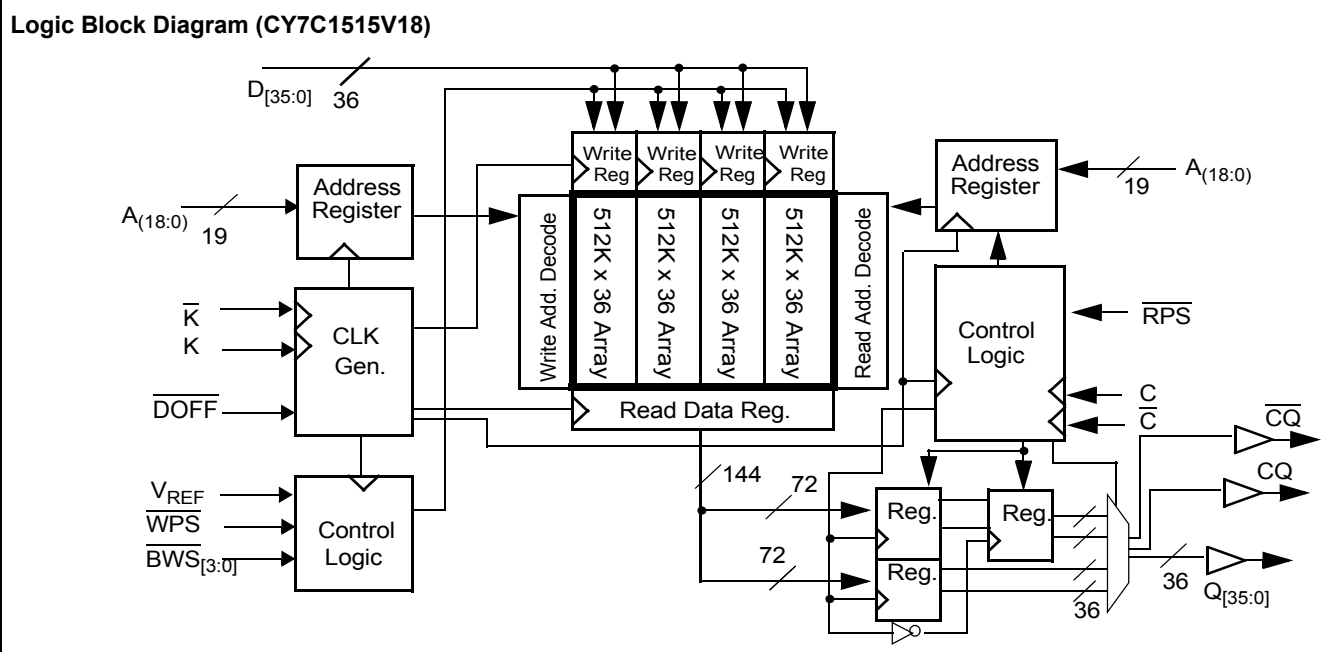 Logic Block Diagram (CY7C1515V18)
D[35:0]
36
Write Reg
Write Reg
Write Reg
Write Reg
Address Register
A(18:0)
19
Write Add. Decode
512K x 36 Array
512K x 36 Array
512K x 36 Array
512K x 36 Array
Read Add. Decode
Address Register
19
A(18:0)
K̅
K
DOFF
CLK Gen.
Control Logic
RPS
C
C̅
Read Data Reg.
VREF
WPS
BWS[3:0]
Control Logic
144
72
72
Reg.
Reg.
Reg.
36
36
CQ
CQ
Q[35:0]